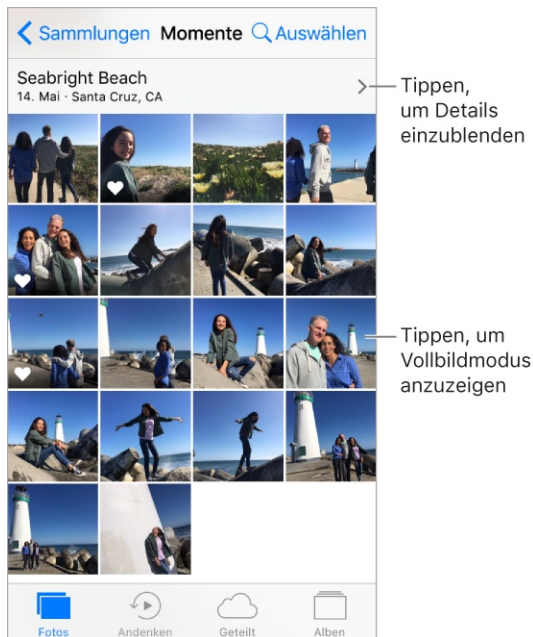 Sammlungen Momente Auswählen
Seabright Beach
14. Mai · Santa Cruz, CA
Tippen,
um Details
einzublenden
Tippen, um
Vollbildmodus
anzuzeigen
Fotos Andenken Geteilt Alben